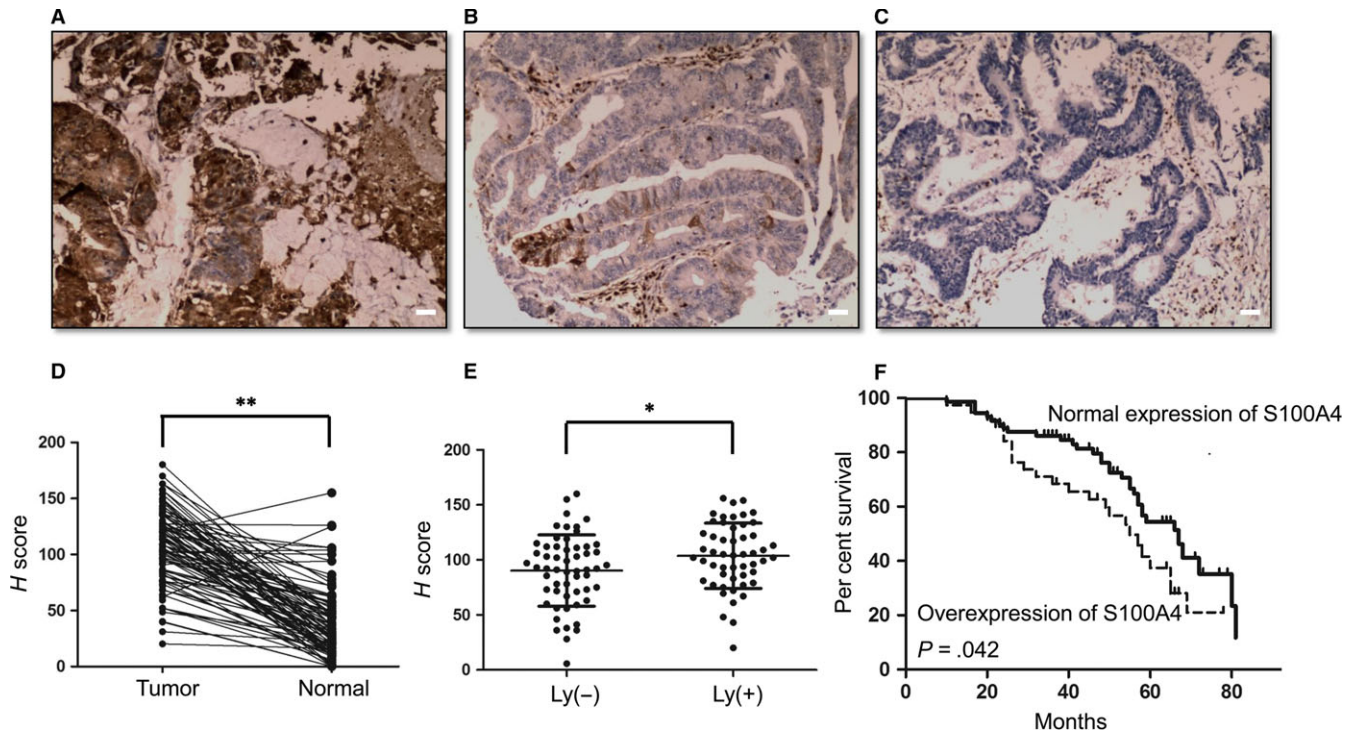 A
B
C
D
**
200
150
100
50
0
H score
Tumor
Normal
E
*
200
150
100
50
0
H score
Ly(−)
Ly(+)
F
100
80
60
40
20
0
Per cent survival
Normal expression of S100A4
Overexpression of S100A4
P = .042
0
20
40
60
80
Months